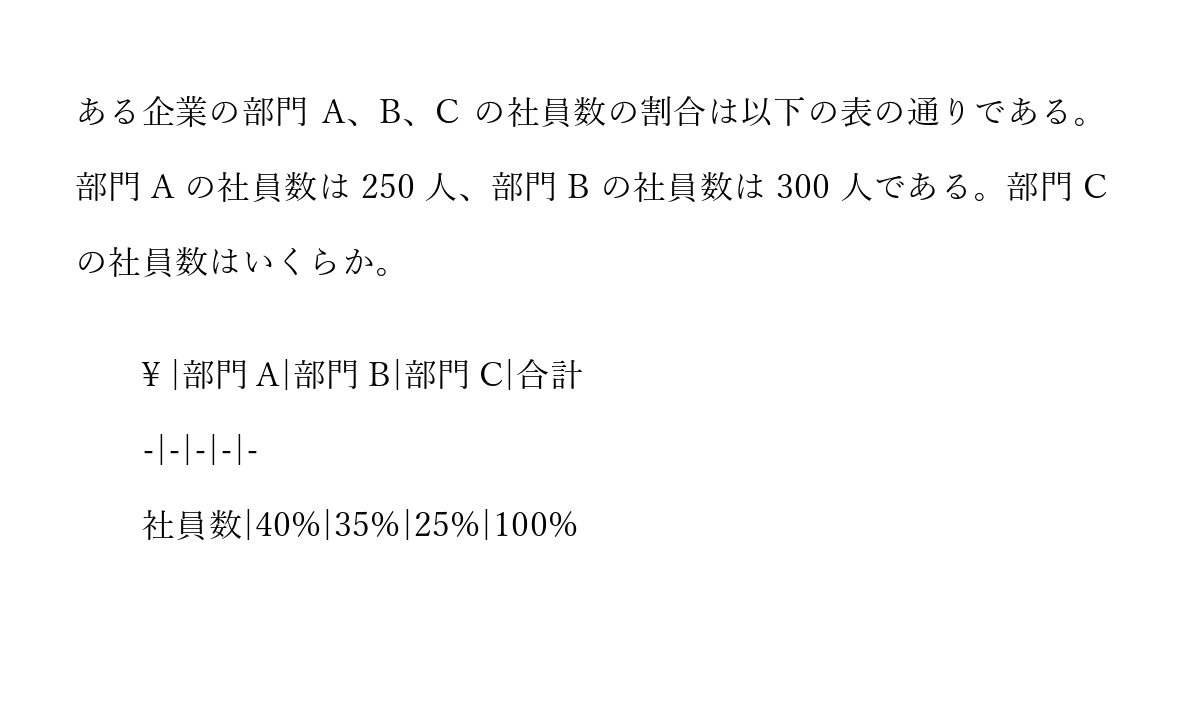 ある企業の部門 A、B、C の社員数の割合は以下の表の通りである。
部門 A の社員数は 250 人、部門 B の社員数は 300 人である。部門 C
の社員数はいくらか。
¥ |部門 A|部門 B|部門 C|合計
-|-|-|-|-
社員数|40%|35%|25%|100%